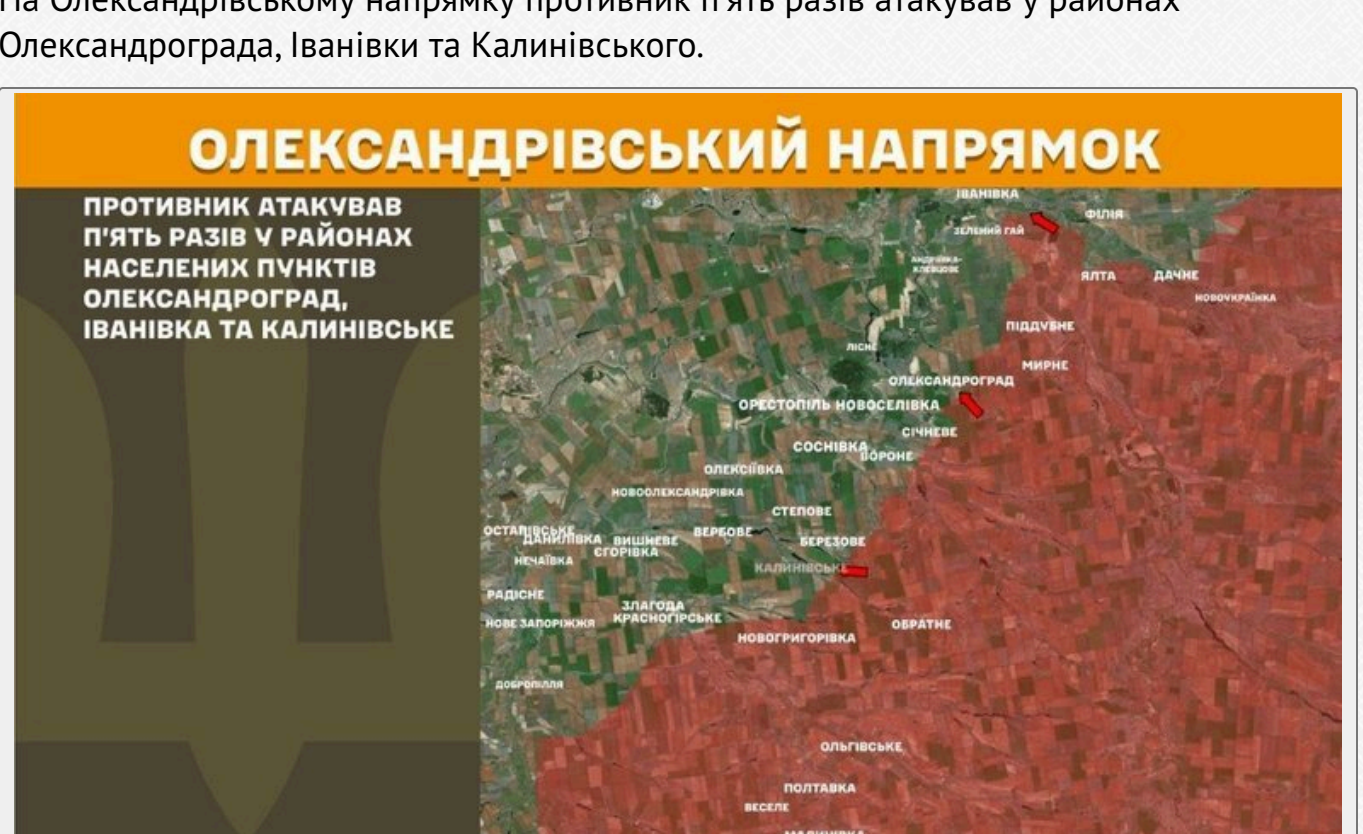 На Олександрівському напрямку противник п'ять разів атакував у районах
Олександрограда, Іванівки та Калинівського.
ОЛЕКСАНДРІВСЬКИЙ НАПРЯМОК
ПРОТИВНИК АТАКУВАВ
П'ЯТЬ РАЗІВ У РАЙОНАХ
НАСЕЛЕНИХ ПУНКТІВ
ОЛЕКСАНДРОГРАД,
ІВАНІВКА ТА КАЛИНІВСЬКЕ
ІВАНІВКА
ФІЛІЯ
ЗЕЛЕНИЙ ГАЙ
АНДРІЇВКА-
КЛЕВЦОВЕ
ЯЛТА
ДАЧНЕ
НОВОУКРАЇНКА
ПІДДУБНЕ
ЛІСНЕ
МИРНЕ
ОЛЕКСАНДРОГРАД
ОРЕСТОПІЛЬ НОВОСЕЛІВКА
СІЧНЕВЕ
СОСНІВКА
ВОРОНЕ
ОЛЕКСІЇВКА
НОВООЛЕКСАНДРІВКА
СТЕПОВЕ
ОСТАПІВСЬКЕ
ДАНИЛІВКА
ВИШНЕВЕ
ВЕРБОВЕ
БЕРЕЗОВЕ
ЄГОРІВКА
НЕЧАЇВКА
КАЛИНІВСЬКЕ
РАДІСНЕ
ЗЛАГОДА
КРАСНОГІРСЬКЕ
НОВЕ ЗАПОРІЖЖЯ
ОБРАТНЕ
НОВОГРИГОРІВКА
ДОБРОПІЛЛЯ
ОЛЬГІВСЬКЕ
ПОЛТАВКА
ВЕСЕЛЕ
МАЛИНІВКА